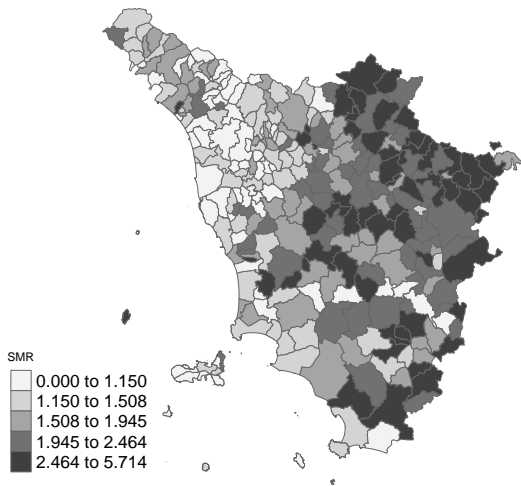 SMR
0.000 to 1.150
1.150 to 1.508
1.508 to 1.945
1.945 to 2.464
2.464 to 5.714